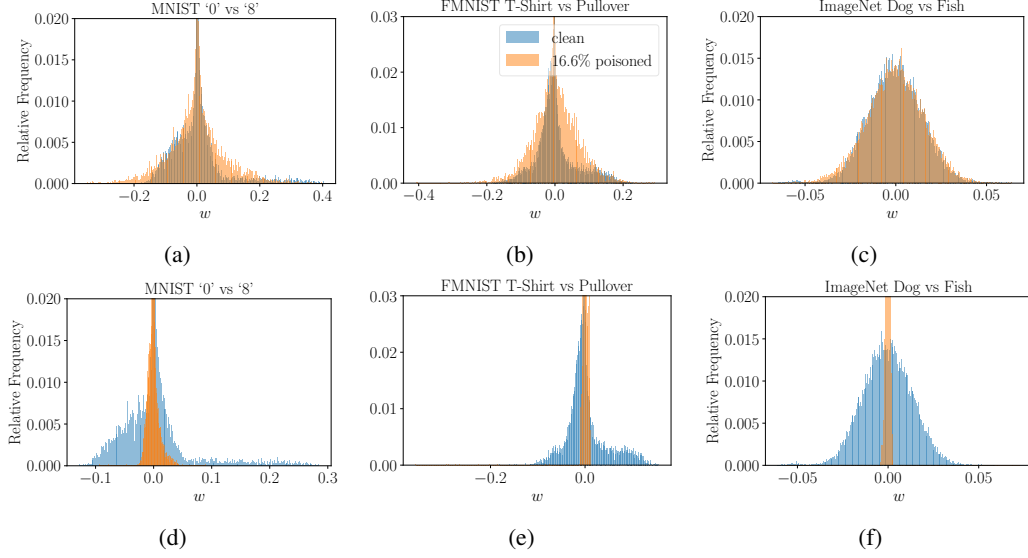 MNIST ‘0’ vs ‘8’
0.020
0.015
0.010
0.005
0.000
Relative Frequency
−0.2 0.0 0.2 0.4
w
(a)
FMNIST T-Shirt vs Pullover
clean
16.6% poisoned
0.03
0.02
0.01
0.00
−0.4 −0.2 0.0 0.2
w
(b)
ImageNet Dog vs Fish
0.020
0.015
0.010
0.005
0.000
Relative Frequency
−0.05 0.00 0.05
w
(c)
MNIST ‘0’ vs ‘8’
0.020
0.015
0.010
0.005
0.000
Relative Frequency
−0.1 0.0 0.1 0.2 0.3
w
(d)
FMNIST T-Shirt vs Pullover
0.03
0.02
0.01
0.00
−0.2 0.0
w
(e)
ImageNet Dog vs Fish
0.020
0.015
0.010
0.005
0.000
Relative Frequency
−0.05 0.00 0.05
w
(f)